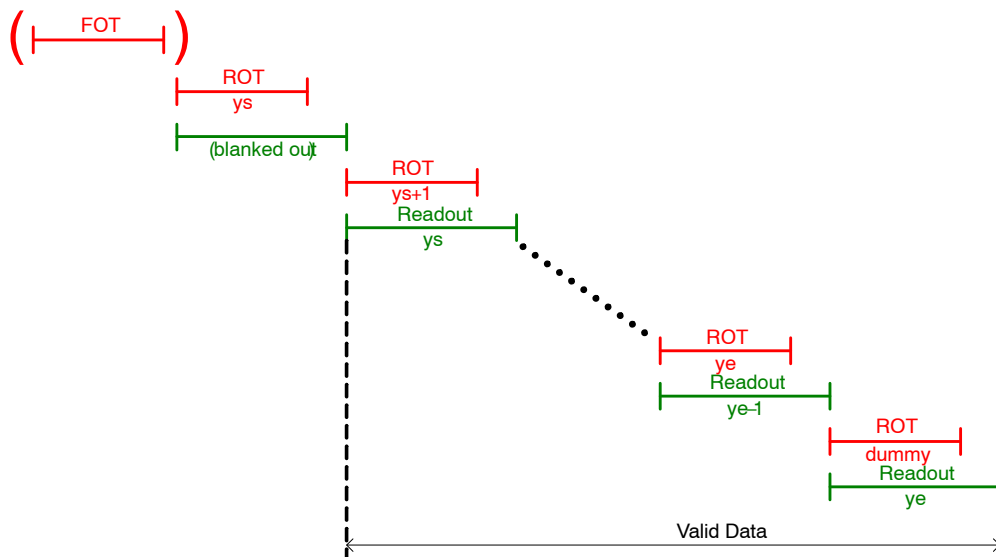 ( FOT )
ROT
ys
(blanked out)
ROT
ys+1
Readout
ys
ROT
ye
Readout
ye–1
ROT
dummy
Readout
ye
Valid Data